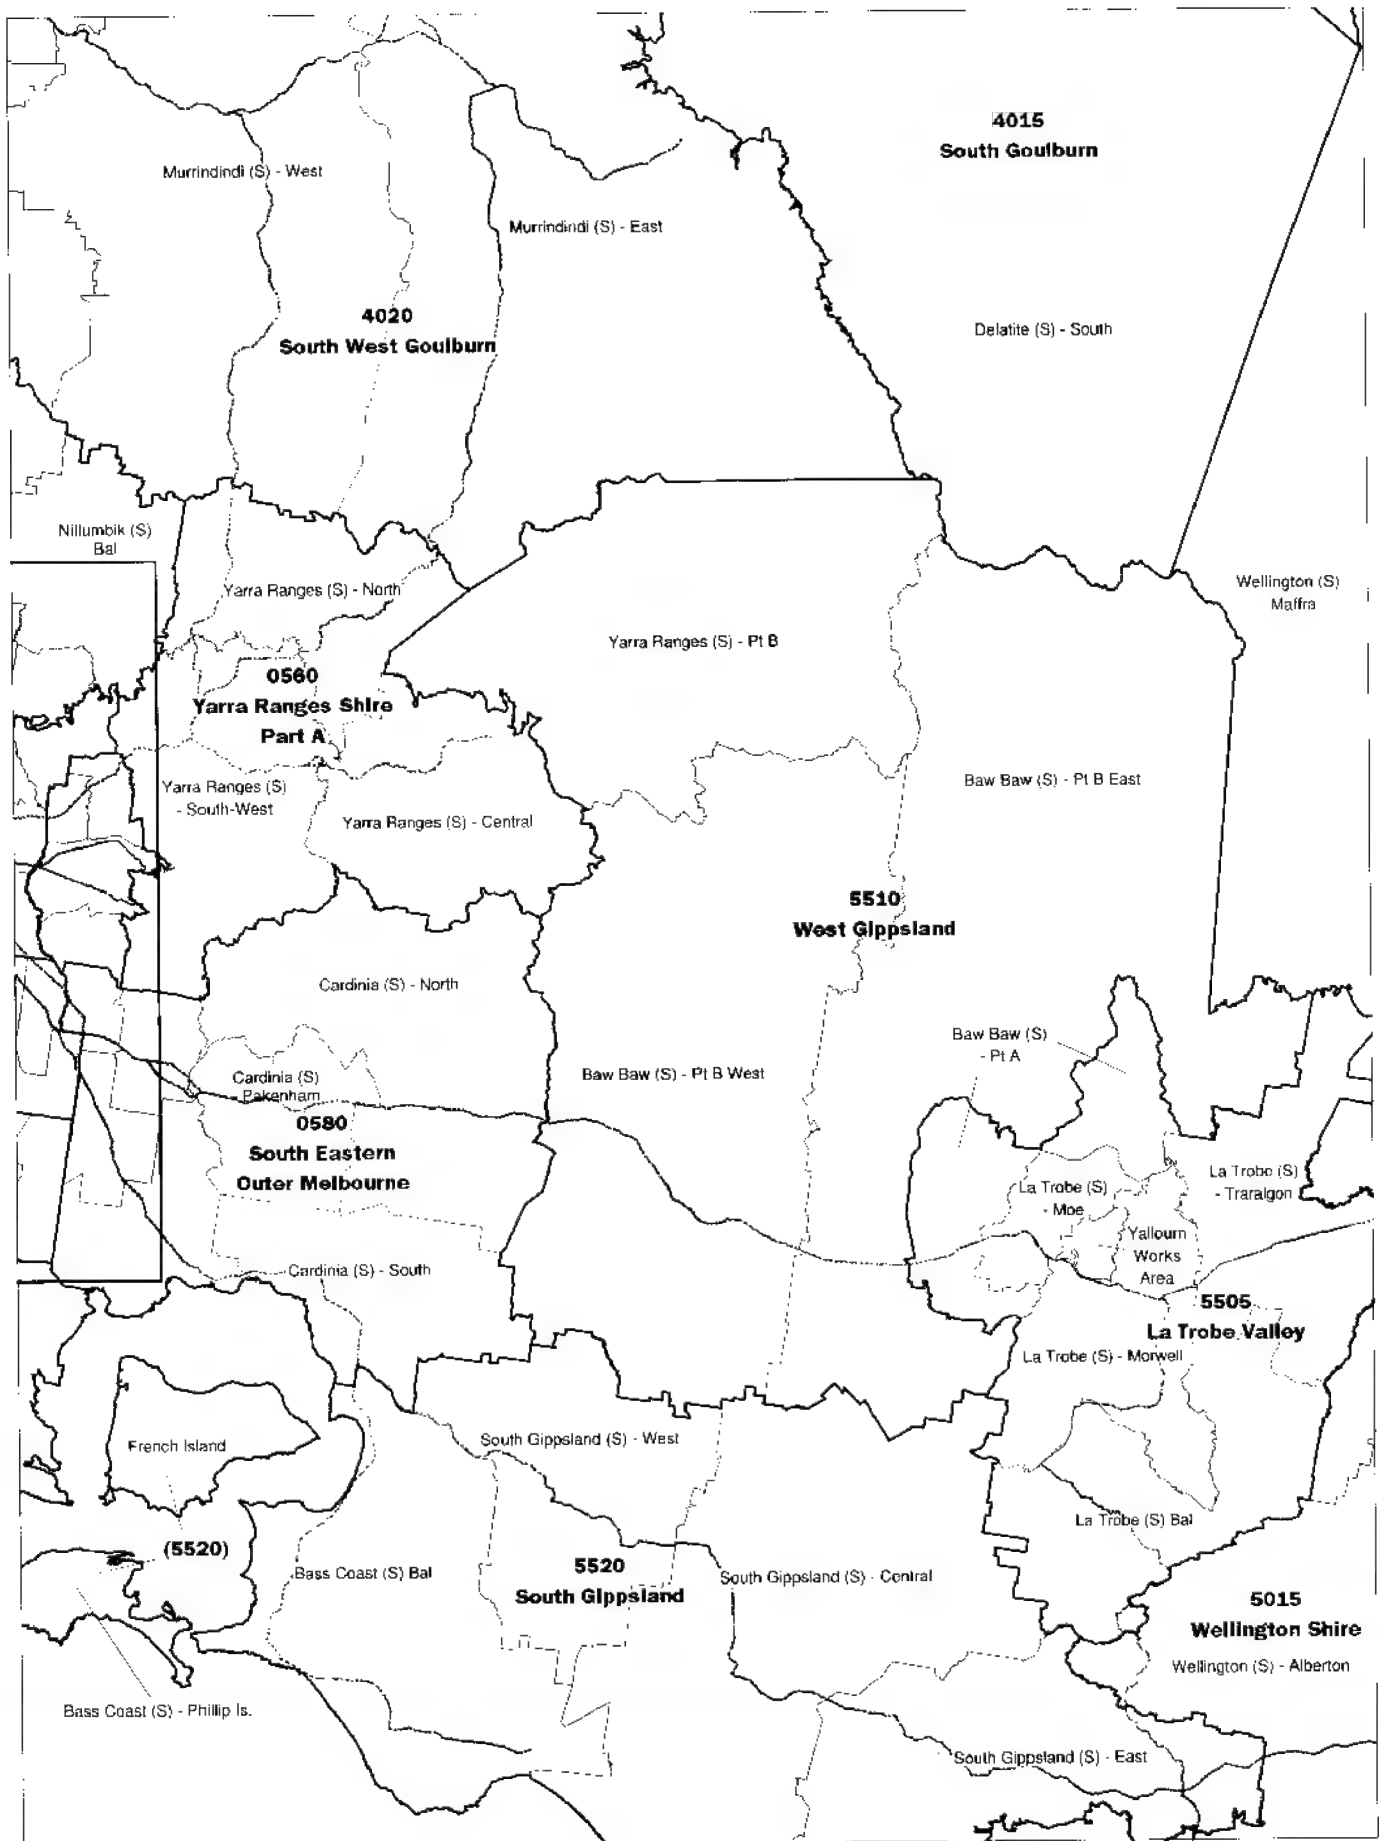 4015
South Goulburn
Murrindindi (S) - West
Murrindindi (S) - East
4020
South West Goulburn
Delatite (S) - South
Nillumbik (S)
Bal
Yarra Ranges (S) - North
Wellington (S)
Maffra
Yarra Ranges (S) - Pt B
0560
Yarra Ranges Shire
Part A
Yarra Ranges (S)
- South-West
Baw Baw (S) - Pt B East
Yarra Ranges (S) - Central
5510
West Gippsland
Cardinia (S) - North
Baw Baw (S)
- Pt A
Cardinia (S)
- Pakenham
Baw Baw (S) - Pt B West
0580
South Eastern
Outer Melbourne
La Trobe (S)
- Traralgon
La Trobe (S)
- Moe
Yallourn
Works
Area
Cardinia (S) - South
5505
La Trobe Valley
La Trobe (S) - Morwell
French Island
South Gippsland (S) - West
La Trobe (S) Bal
(5520)
Bass Coast (S) Bal
5520
South Gippsland
South Gippsland (S) - Central
5015
Wellington Shire
Wellington (S) - Alberton
Bass Coast (S) - Phillip Is.
South Gippsland (S) - East